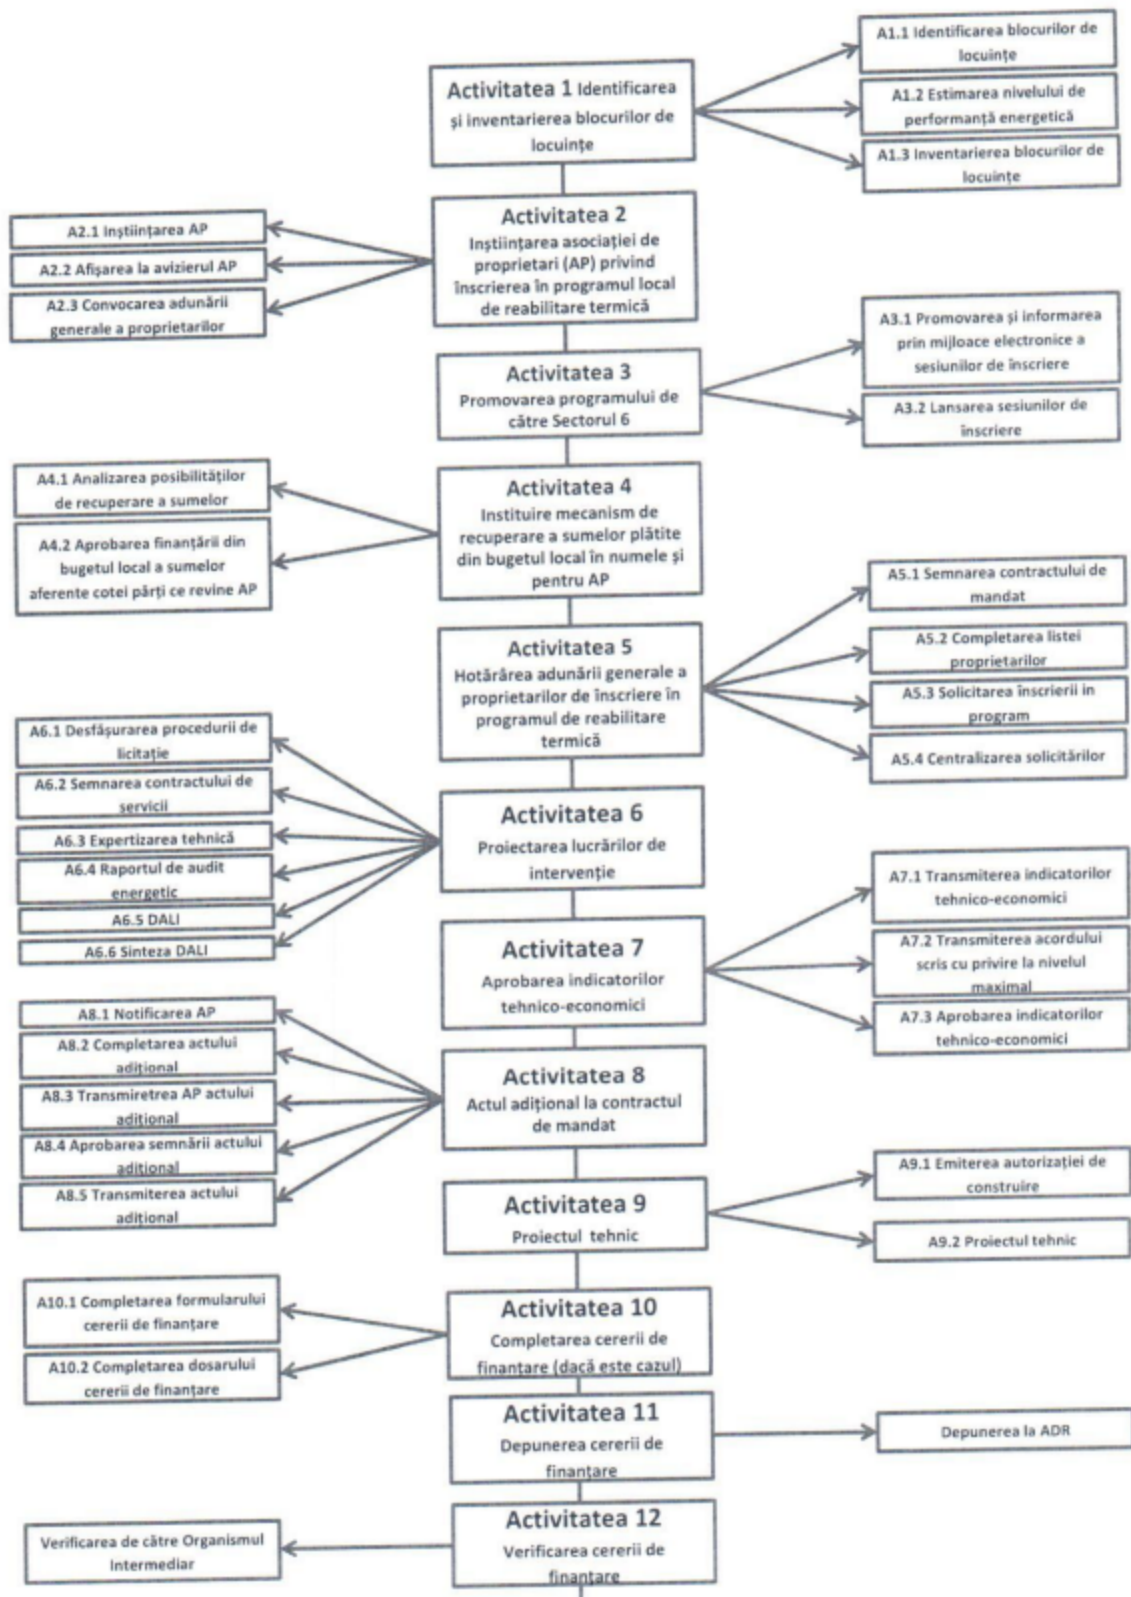 Activitatea 1 Identificarea
și inventarierea blocurilor de
locuințe
A1.1 Identificarea blocurilor de
locuințe
A1.2 Estimarea nivelului de
performanță energetică
A1.3 Inventarierea blocurilor de
locuințe
Activitatea 2
Inștiințarea asociației de
proprietari (AP) privind
înscrierea în programul local
de reabilitare termică
A2.1 Inștiințarea AP
A2.2 Afișarea la avizierul AP
A2.3 Convocarea adunării
generale a proprietarilor
Activitatea 3
Promovarea programului de
către Sectorul 6
A3.1 Promovarea și informarea
prin mijloace electronice a
sesiunilor de înscriere
A3.2 Lansarea sesiunilor de
înscriere
Activitatea 4
Instituire mecanism de
recuperare a sumelor plătite
din bugetul local în numele și
pentru AP
A4.1 Analizarea posibilităților
de recuperare a sumelor
A4.2 Aprobarea finanțării din
bugetul local a sumelor
aferente cotei părți ce revine AP
Activitatea 5
Hotărârea adunării generale a
proprietarilor de înscriere în
programul de reabilitare
termică
A5.1 Semnarea contractului de
mandat
A5.2 Completarea listei
proprietarilor
A5.3 Solicitarea înscrierii in
program
A5.4 Centralizarea solicitărilor
Activitatea 6
Proiectarea lucrărilor de
intervenție
A6.1 Desfășurarea procedurii de
licitație
A6.2 Semnarea contractului de
servicii
A6.3 Expertizarea tehnică
A6.4 Raportul de audit
energetic
A6.5 DALI
A6.6 Sinteza DALI
Activitatea 7
Aprobarea indicatorilor
tehnico-economici
A7.1 Transmiterea indicatorilor
tehnico-economici
A7.2 Transmiterea acordului
scris cu privire la nivelul
maximal
A7.3 Aprobarea indicatorilor
tehnico-economici
Activitatea 8
Actul adițional la contractul
de mandat
A8.1 Notificarea AP
A8.2 Completarea actului
adițional
A8.3 Transmiretrea AP actului
adițional
A8.4 Aprobarea semnării actului
adițional
A8.5 Transmiterea actului
adițional
Activitatea 9
Proiectul tehnic
A9.1 Emiterea autorizației de
construire
A9.2 Proiectul tehnic
Activitatea 10
Completarea cererii de
finanțare (dacă este cazul)
A10.1 Completarea formularului
cererii de finanțare
A10.2 Completarea dosarului
cererii de finanțare
Activitatea 11
Depunerea cererii de
finanțare
Depunerea la ADR
Activitatea 12
Verificarea cererii de
finanțare
Verificarea de către Organismul
Intermediar